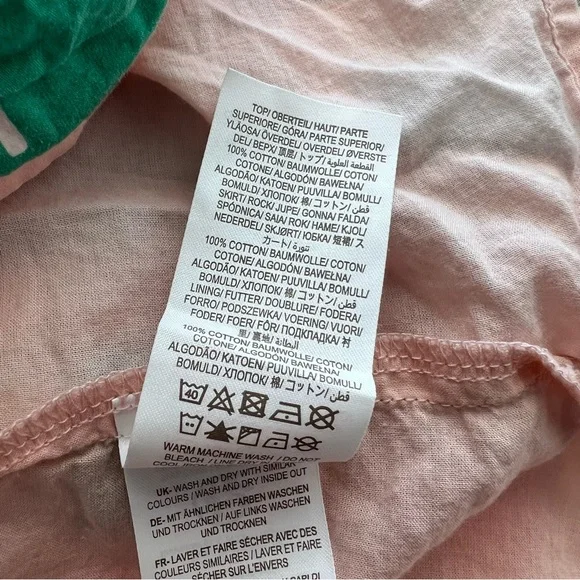 TOP/ OBERTEIL/ HAUT/ PARTE
SUPERIORE/ GÓRA/ PARTE SUPERIOR/
YLÄOSA/ ÖVERDEL/ OVERDEL/ ØVERSTE
DEL/ ВЕРХ/ 顶层/ トップ/ القطعة العلوية
100% COTTON/ BAUMWOLLE/ COTON/
COTONE/ ALGODÓN/ BAWEŁNA/
ALGODÃO/ KATOEN/ PUUVILLA/ BOMULL/
BOMULD/ ХЛОПОК/ 棉/ コットン/ قطن
SKIRT/ ROCK/ JUPE/ GONNA/ FALDA/
SPÓDNICA/ SAIA/ ROK/ HAME/ KJOL/
NEDERDEL/ SKJØRT/ ЮБКА/ 短裙/ ス
カート/ تنورة
100% COTTON/ BAUMWOLLE/ COTON/
COTONE/ ALGODÓN/ BAWEŁNA/
ALGODÃO/ KATOEN/ PUUVILLA/ BOMULL/
BOMULD/ ХЛОПОК/ 棉/ コットン/ قطن
LINING/ FUTTER/ DOUBLURE/ FODERA/
FORRO/ PODSZEWKA/ VOERING/ VUORI/
FODER/ FOER/ FÔR/ ПОДКЛАДКА/ 衬
里/ 裏地/ البطانة
100% COTTON/ BAUMWOLLE/ COTON/
COTONE/ ALGODÓN/ BAWEŁNA/
ALGODÃO/ KATOEN/ PUUVILLA/ BOMULL/
BOMULD/ ХЛОПОК/ 棉/ コットン/ قطن
40
WARM MACHINE WASH / DO NOT
BLEACH / LINE DRY
COOL IRON
UK- WASH AND DRY WITH SIMILAR
COLOURS / WASH AND DRY INSIDE OUT
DE- MIT ÄHNLICHEN FARBEN WASCHEN
UND TROCKNEN / AUF LINKS WASCHEN
UND TROCKNEN
FR- LAVER ET FAIRE SÉCHER AVEC DES
COULEURS SIMILAIRES / LAVER ET FAIRE
SÉCHER SUR L'ENVERS